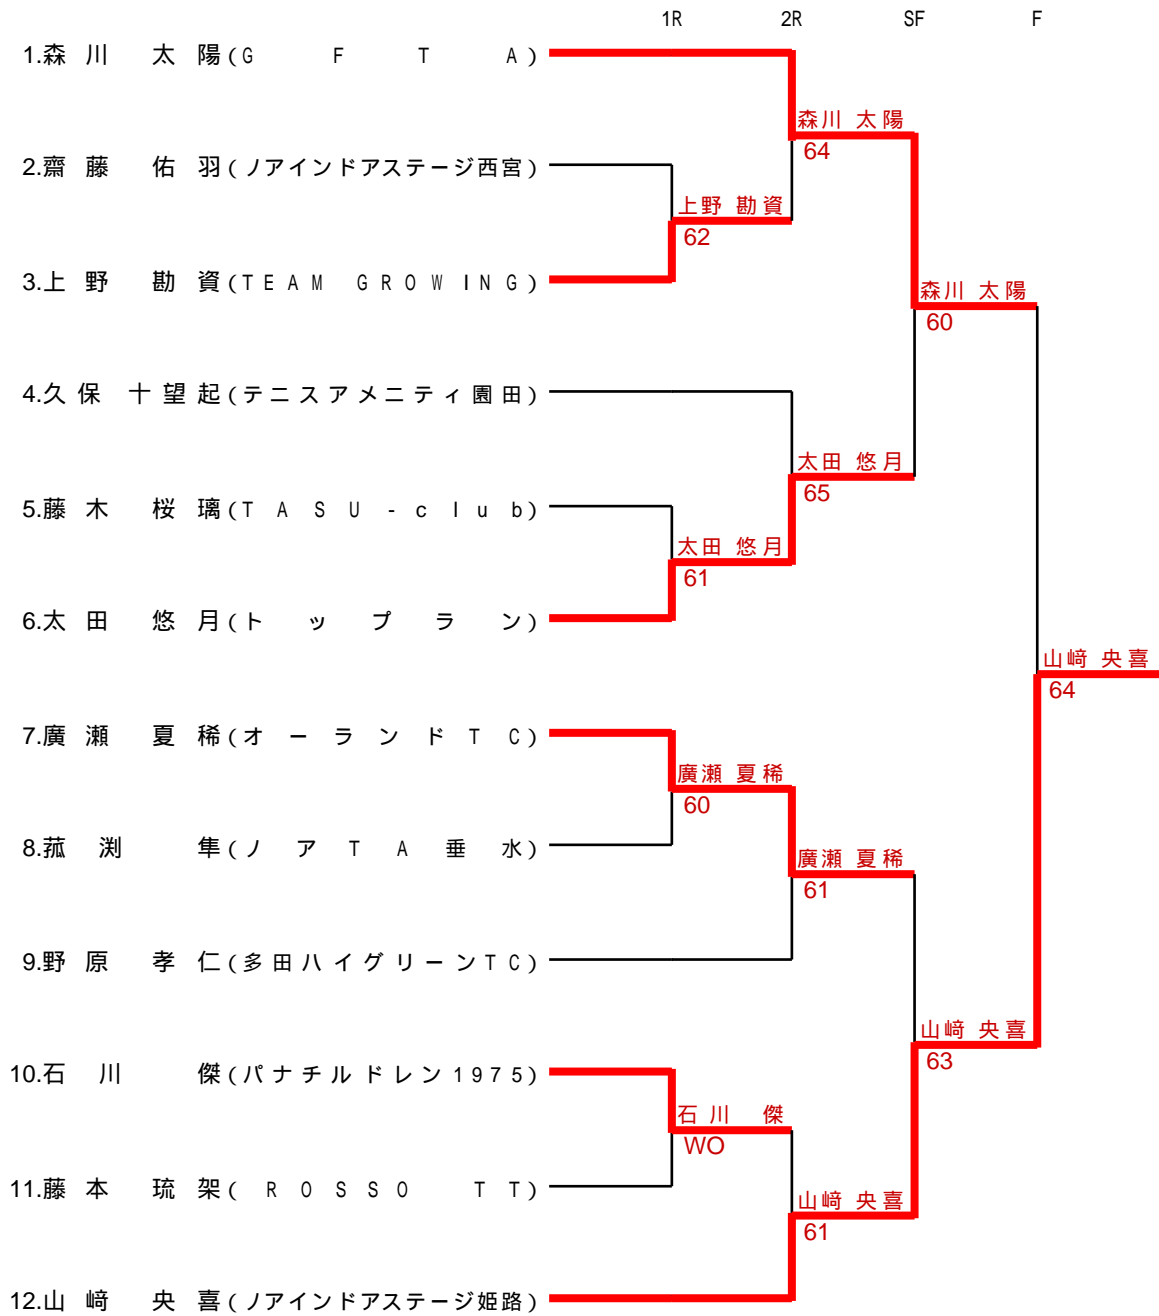 1R 2R SF F
1.森川 太陽(GFTA)
森川 太陽
64
2.齋藤 佑羽(ノアインドアステージ西宮)
上野 勘資
62
3.上野 勘資(TEAM GROWING)
森川 太陽
60
4.久保 十望起(テニスアメニティ園田)
太田 悠月
65
5.藤木 桜璃(TASU-club)
太田 悠月
61
6.太田 悠月(トップラン)
山﨑 央喜
64
7.廣瀬 夏稀(オーランドTC)
廣瀬 夏稀
60
8.菰渕 隼(ノアTA垂水)
廣瀬 夏稀
61
9.野原 孝仁(多田ハイグリーンTC)
山﨑 央喜
63
10.石川 傑(パナチルドレン1975)
石川 傑
WO
11.藤本 琉架(ROSSO TT)
山﨑 央喜
61
12.山﨑 央喜(ノアインドアステージ姫路)